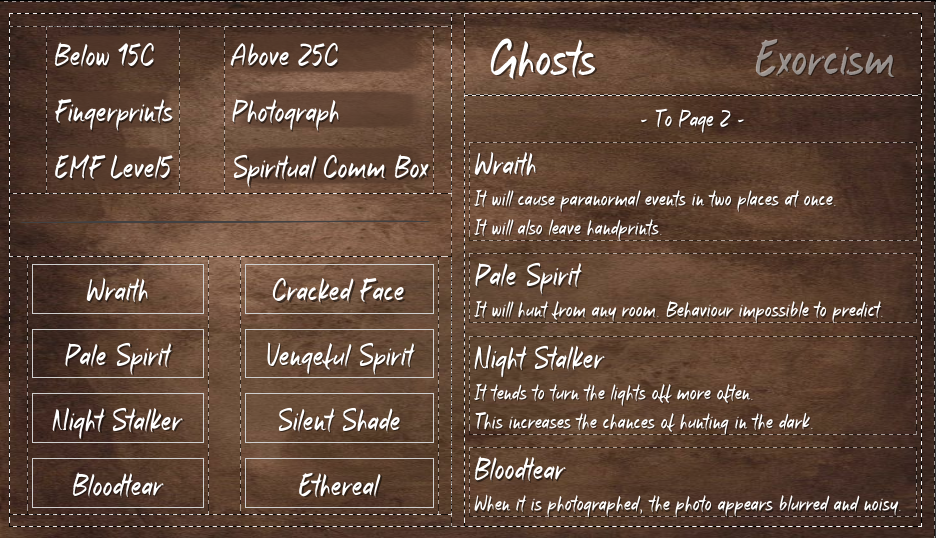 Below 15C
Above 25C
Fingerprints
Photograph
EMF Level5
Spiritual Comm Box
Wraith
Cracked Face
Pale Spirit
Vengeful Spirit
Night Stalker
Silent Shade
Bloodtear
Ethereal
Ghosts
Exorcism
- To Page 2 -
Wraith
It will cause paranormal events in two places at once.
It will also leave handprints.
Pale Spirit
It will hunt from any room. Behaviour impossible to predict.
Night Stalker
It tends to turn the lights off more often.
This increases the chances of hunting in the dark.
Bloodtear
When it is photographed, the photo appears blurred and noisy.